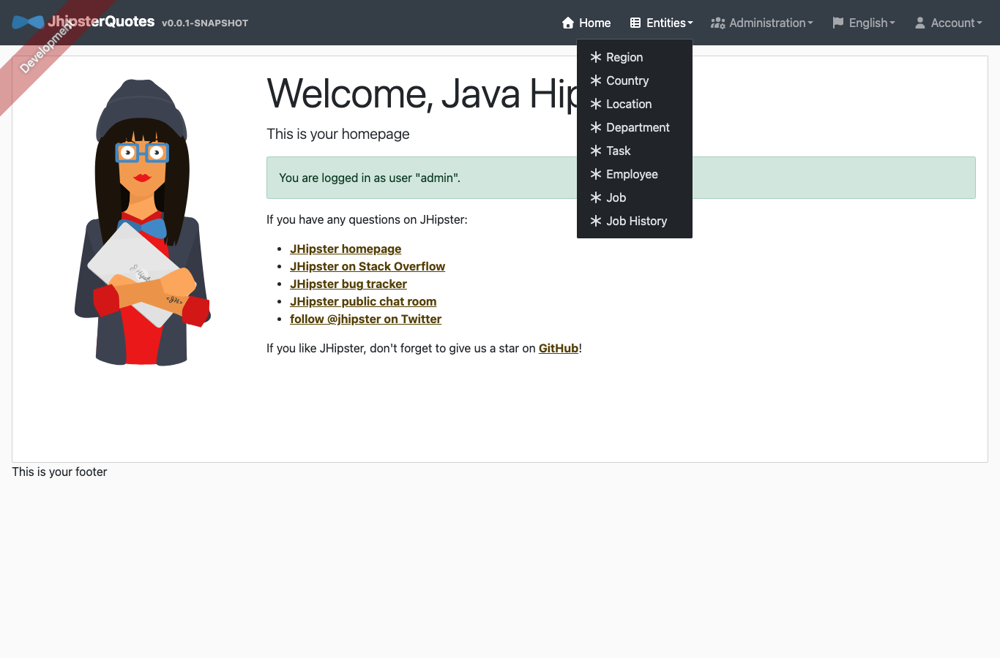 JhipsterQuotes v0.0.1-SNAPSHOT
Home
Entities
Administration
English
Account
Development
Region
Country
Location
Department
Task
Employee
Job
Job History
Welcome, Java Hip
This is your homepage
You are logged in as user "admin".
If you have any questions on JHipster:
JHipster homepage
JHipster on Stack Overflow
JHipster bug tracker
JHipster public chat room
follow @jhipster on Twitter
If you like JHipster, don't forget to give us a star on GitHub!
<JH>
This is your footer